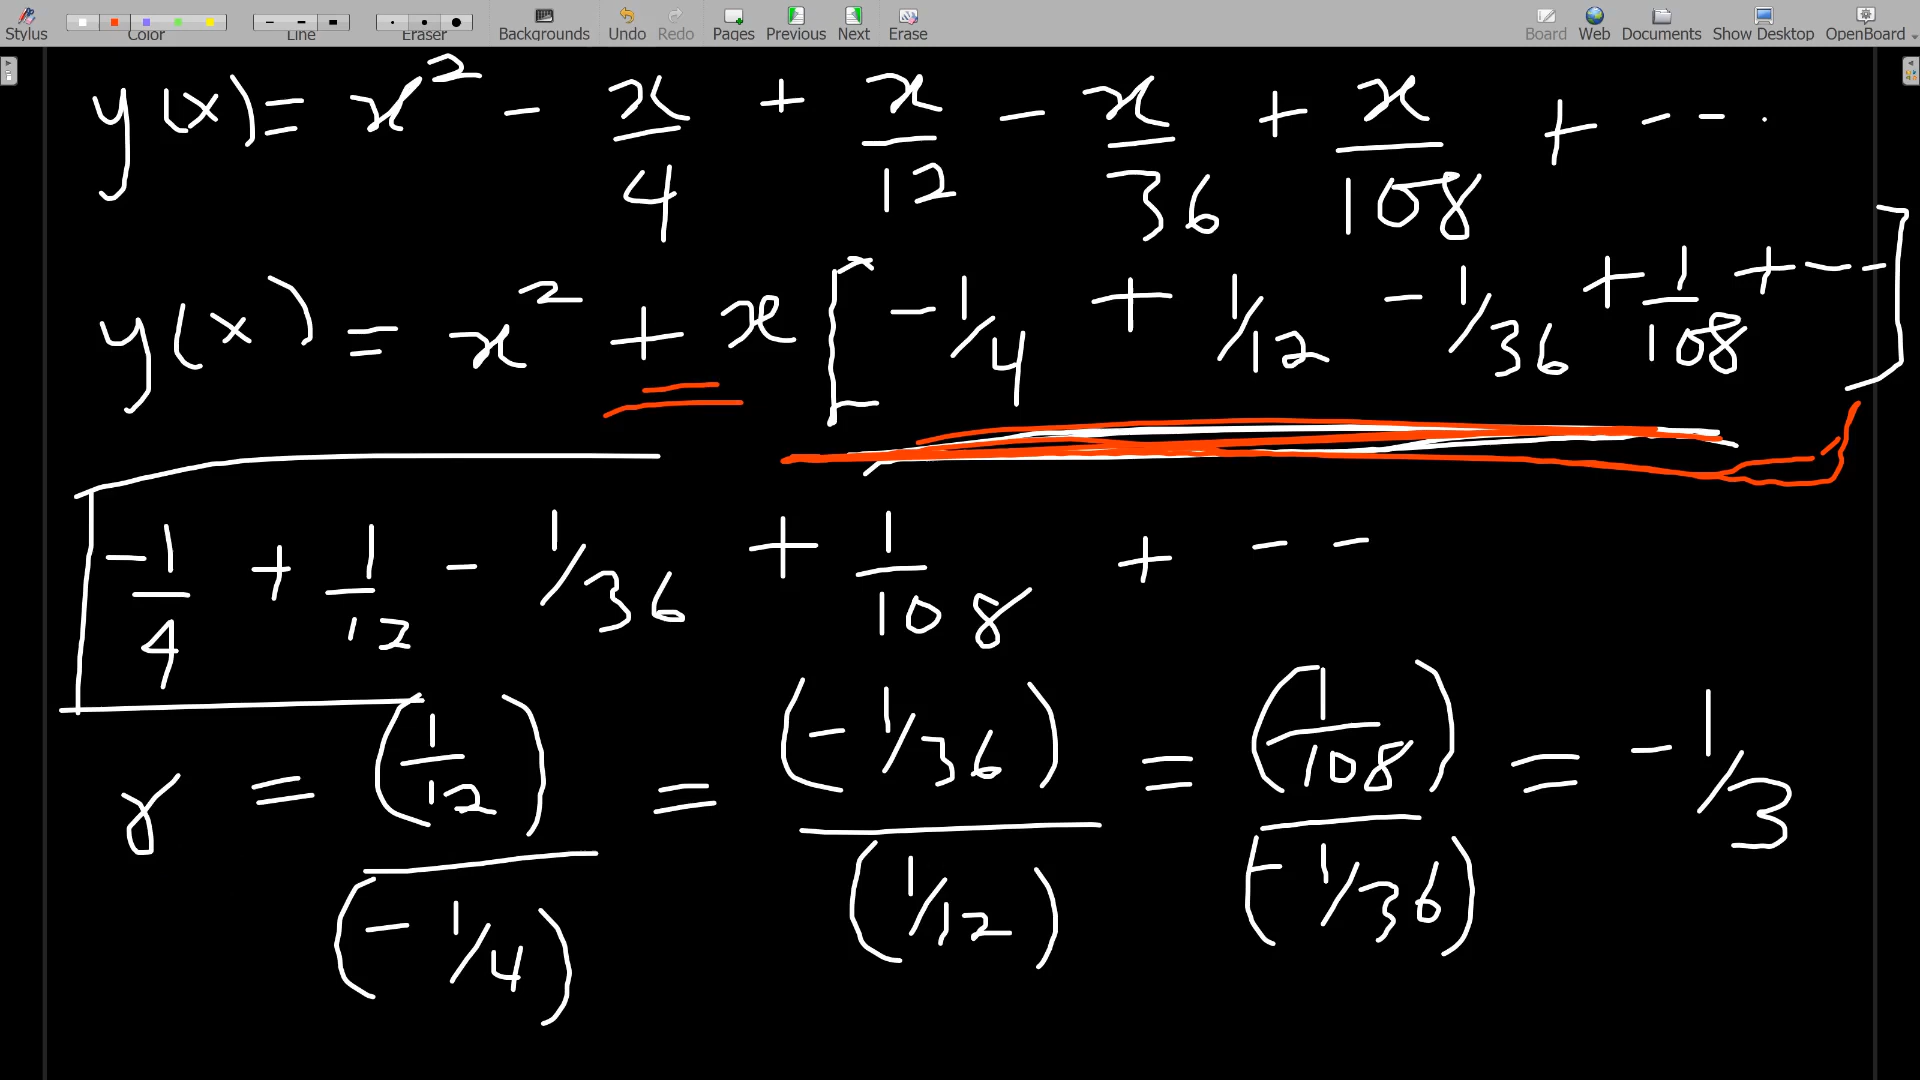 Stylus Color Line Eraser Backgrounds Undo Redo Pages Previous Next Erase Board Web Documents Show Desktop OpenBoard
y(x) = x² - x/4 + x/12 - x/36 + x/108 + - - .
y(x) = x² + x [ -1/4 + 1/12 - 1/36 + 1/108 + - - - ]
-1/4 + 1/12 - 1/36 + 1/108 + - -
r = (1/12)/(-1/4) = (-1/36)/(1/12) = (1/108)/(-1/36) = -1/3